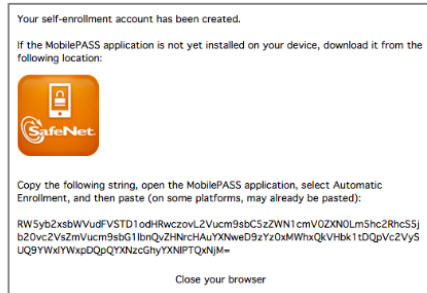 Your self-enrollment account has been created.
If the MobilePASS application is not yet installed on your device, download it from the
following location:
SafeNet
Copy the following string, open the MobilePASS application, select Automatic
Enrollment, and then paste (on some platforms, may already be pasted):
Close your browser